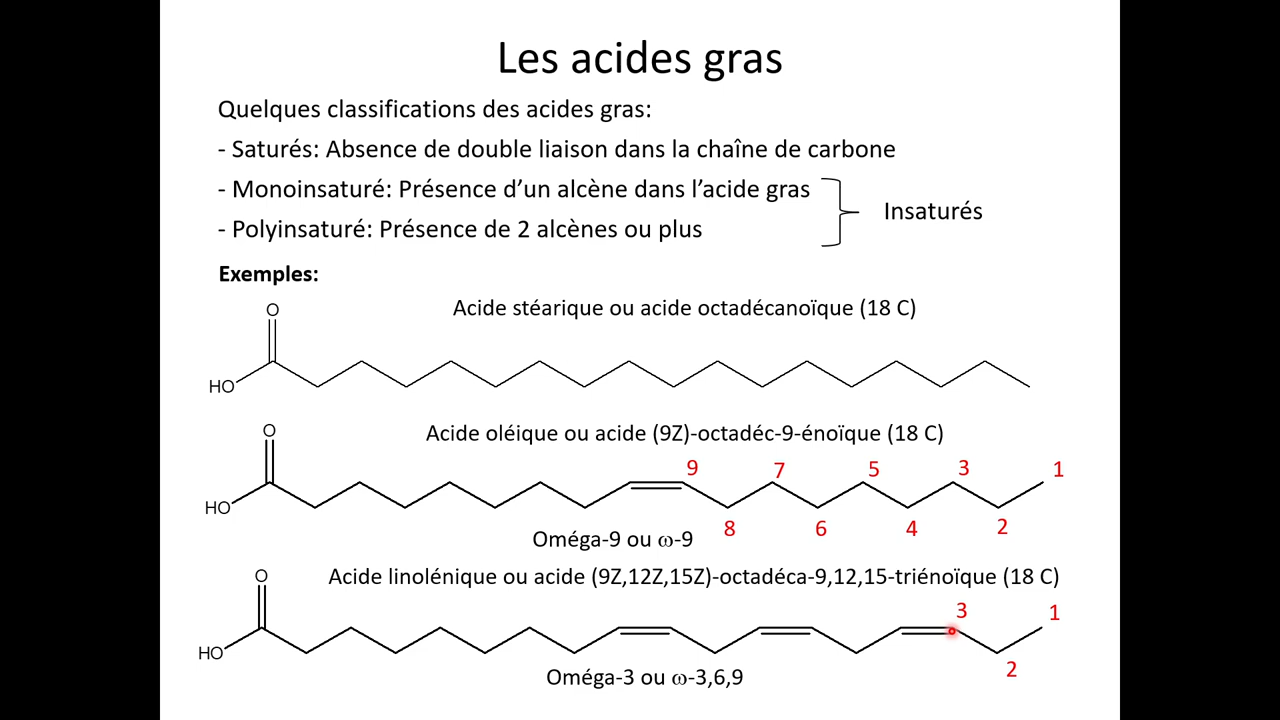 Les acides gras
Quelques classifications des acides gras:
- Saturés: Absence de double liaison dans la chaîne de carbone
- Monoinsaturé: Présence d’un alcène dans l’acide gras
- Polyinsaturé: Présence de 2 alcènes ou plus
Insaturés
Exemples:
Acide stéarique ou acide octadécanoïque (18 C)
O
HO
Acide oléique ou acide (9Z)-octadéc-9-énoïque (18 C)
O
HO
9 7 5 3 1
8 6 4 2
Oméga-9 ou ω-9
Acide linolénique ou acide (9Z,12Z,15Z)-octadéca-9,12,15-triénoïque (18 C)
O
HO
3 1
2
Oméga-3 ou ω-3,6,9